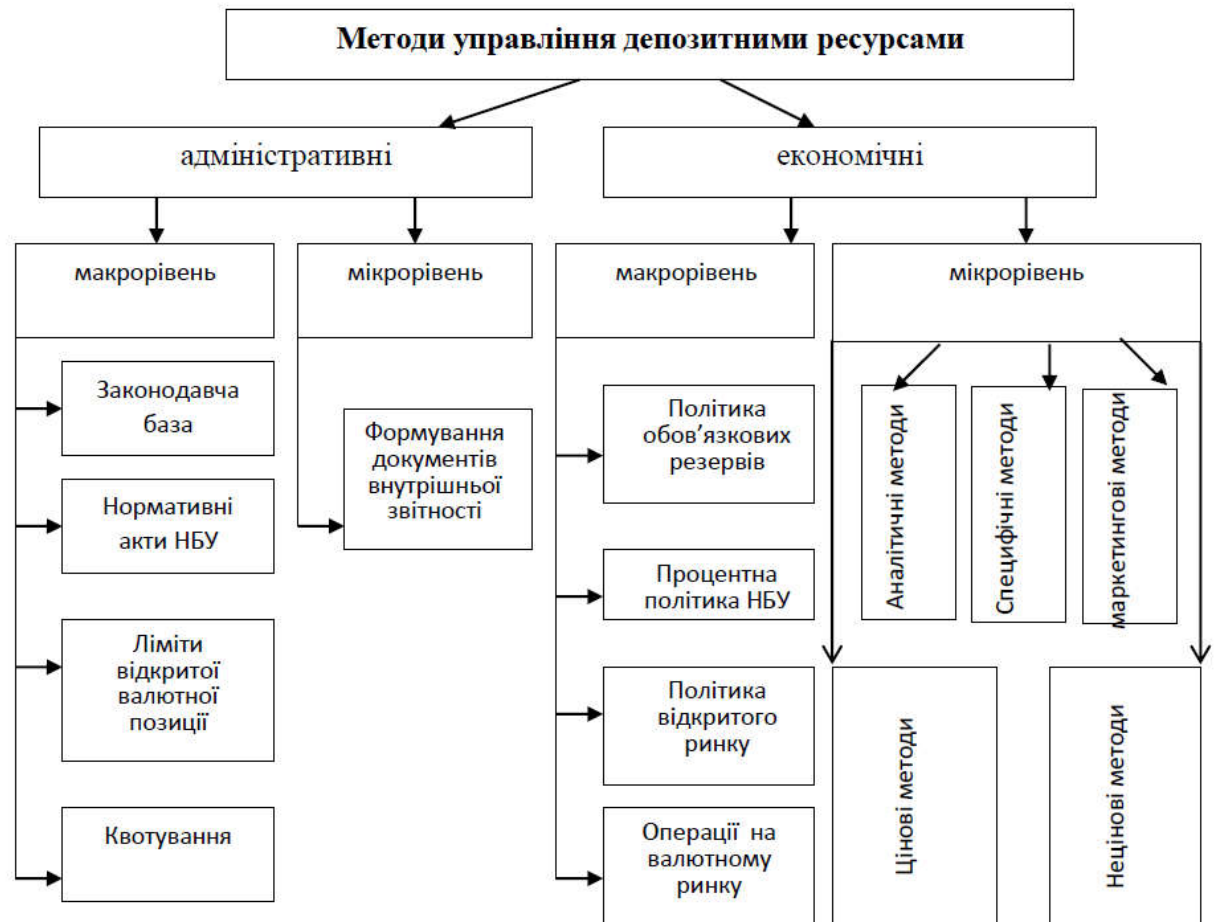 Методи управління депозитними ресурсами
адміністративні
економічні
макрорівень
мікрорівень
макрорівень
мікрорівень
Законодавча
база
Нормативні
акти НБУ
Ліміти
відкритої
валютної
позиції
Квотування
Формування
документів
внутрішньої
звітності
Політика
обов’язкових
резервів
Процентна
політика НБУ
Політика
відкритого
ринку
Операції на
валютному
ринку
Аналітичні методи
Специфічні методи
маркетингові методи
Цінові методи
Нецінові методи